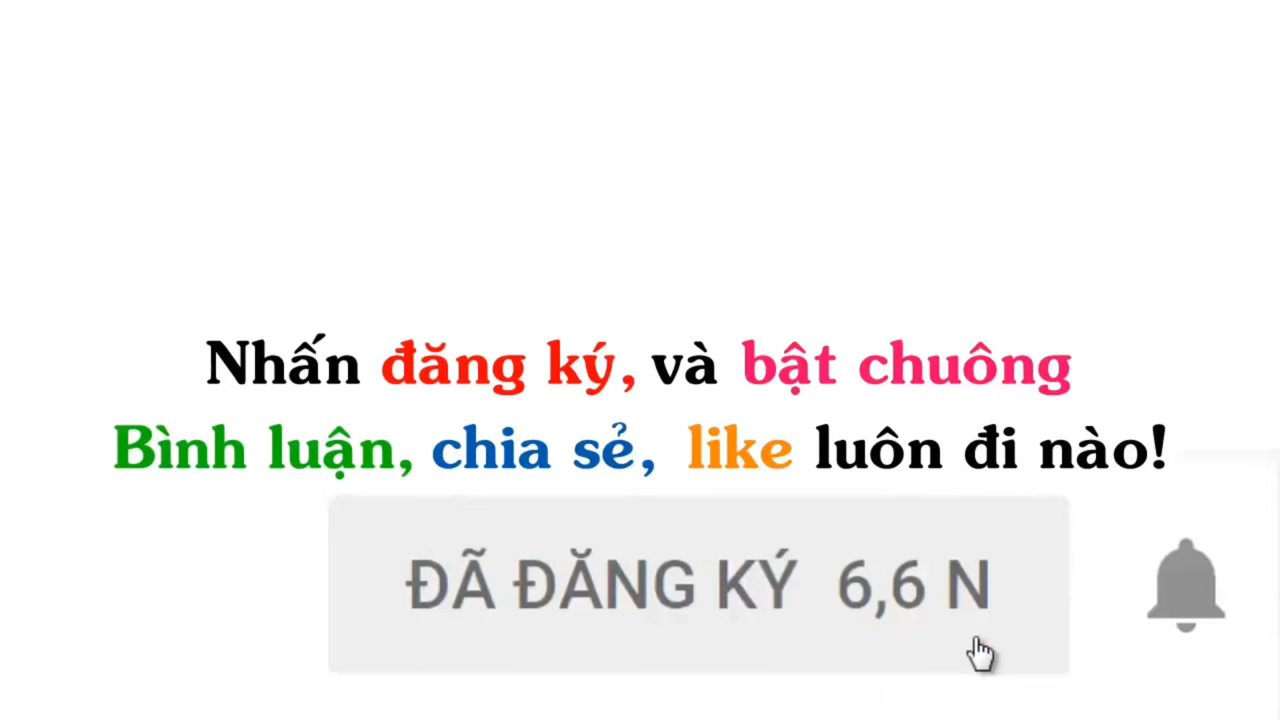 Nhấn đăng ký, và bật chuông
Bình luận, chia sẻ, like luôn đi nào!
ĐÃ ĐĂNG KÝ 6,6 N